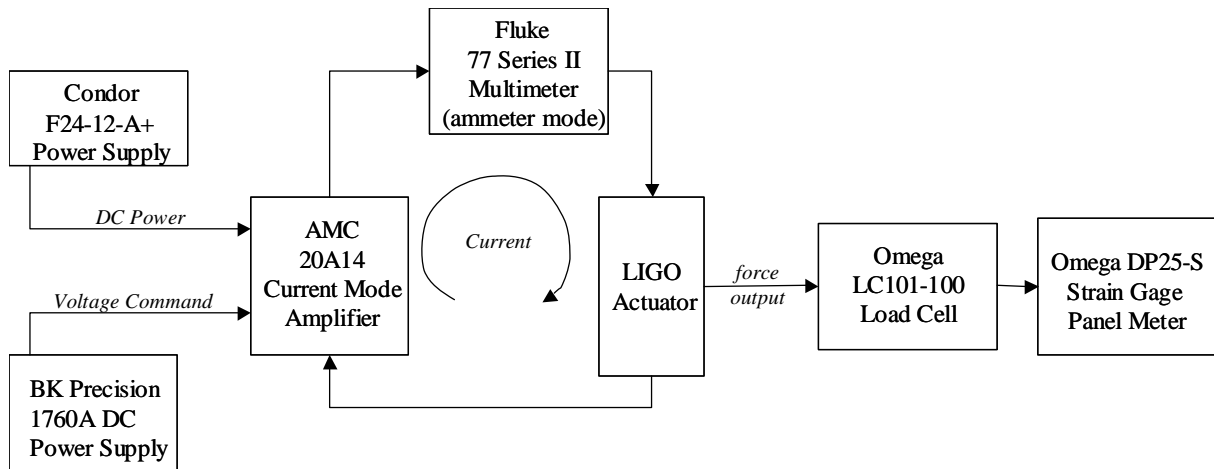 Condor
F24-12-A+
Power Supply
DC Power
Voltage Command
BK Precision
1760A DC
Power Supply
AMC
20A14
Current Mode
Amplifier
Fluke
77 Series II
Multimeter
(ammeter mode)
Current
LIGO
Actuator
force
output
Omega
LC101-100
Load Cell
Omega DP25-S
Strain Gage
Panel Meter